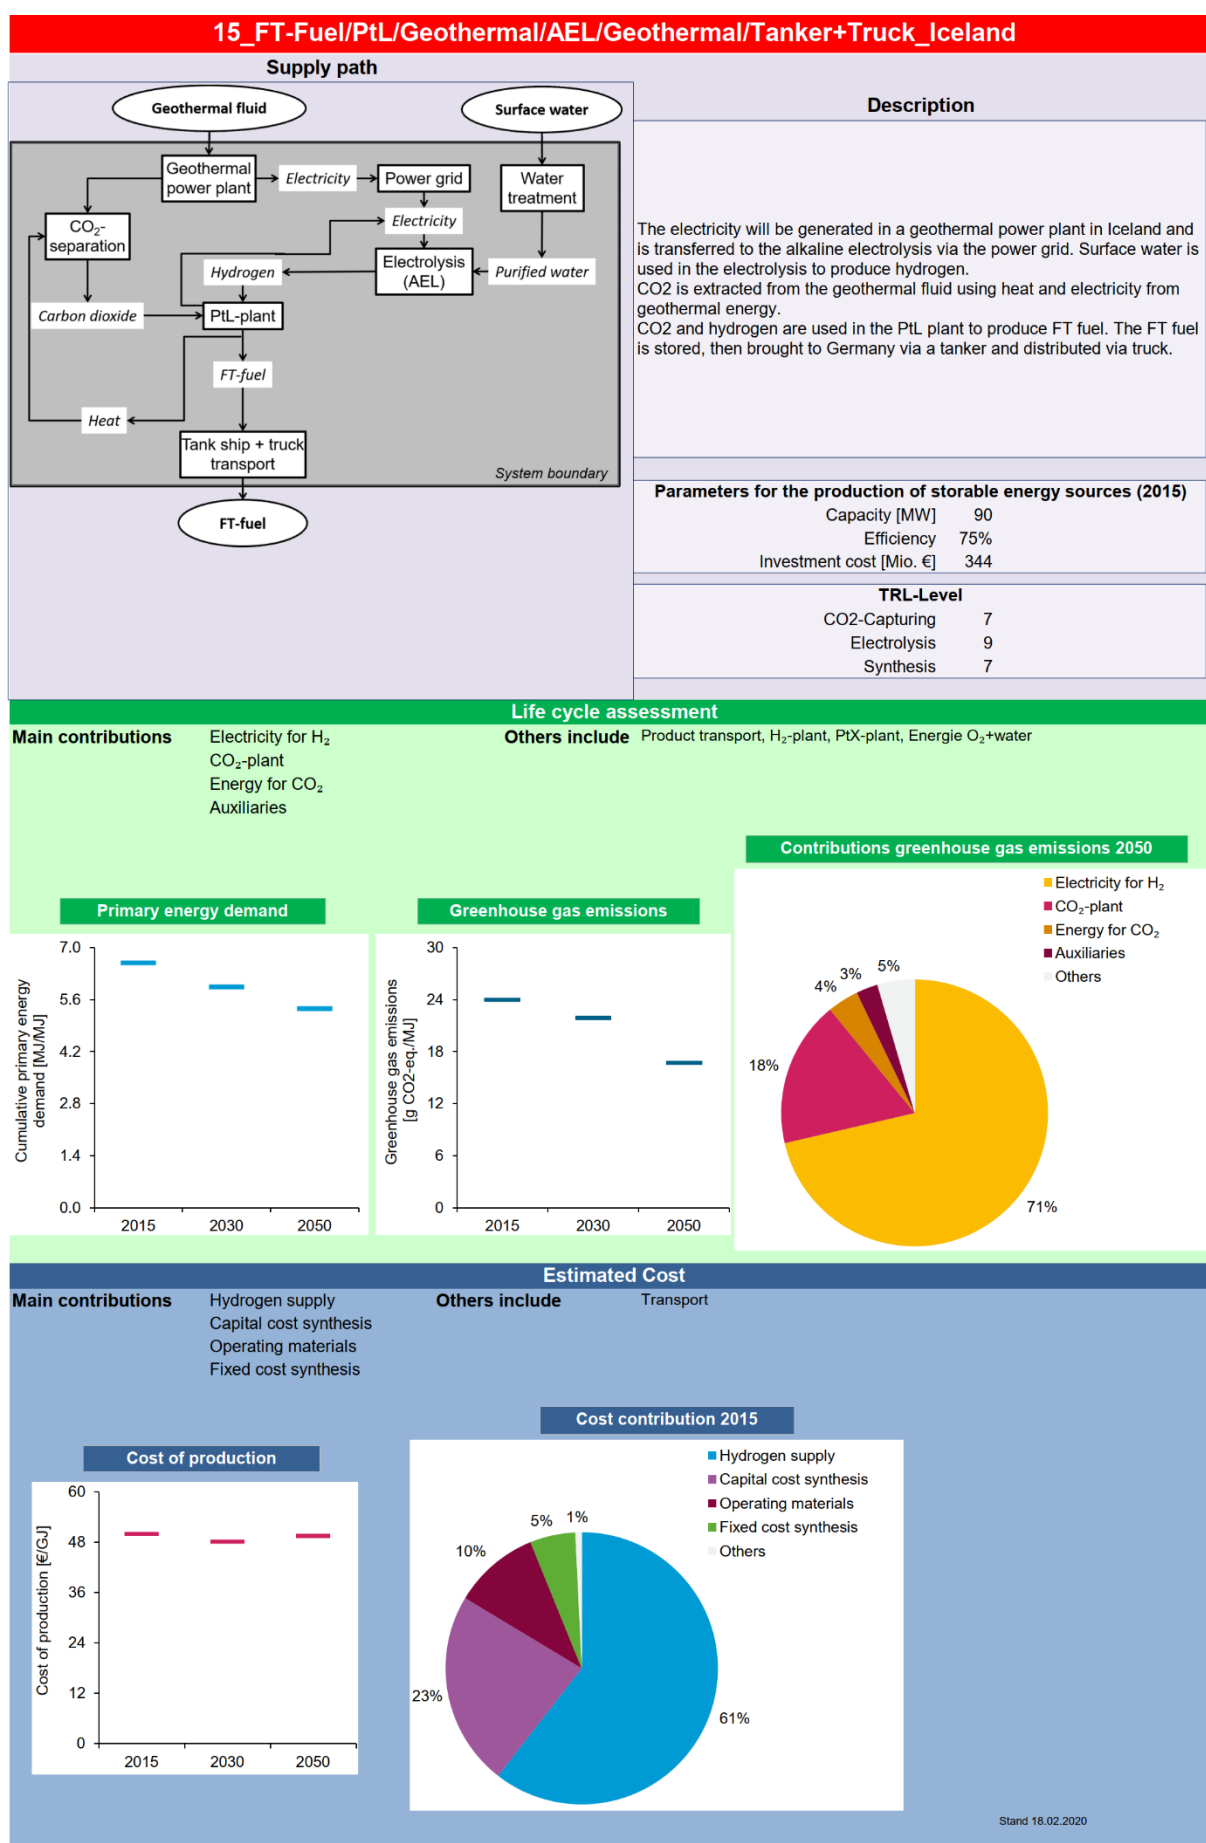 15_FT-Fuel/PtL/Geothermal/AEL/Geothermal/Tanker+Truck_Iceland
Supply path
Geothermal fluid
Surface water
Geothermal
power plant
Electricity
Power grid
Water
treatment
CO₂-
separation
Electricity
Hydrogen
Electrolysis
(AEL)
Purified water
Carbon dioxide
PtL-plant
FT-fuel
Heat
Tank ship + truck
transport
System boundary
FT-fuel
Description
The electricity will be generated in a geothermal power plant in Iceland and
is transferred to the alkaline electrolysis via the power grid. Surface water is
used in the electrolysis to produce hydrogen.
CO2 is extracted from the geothermal fluid using heat and electricity from
geothermal energy.
CO2 and hydrogen are used in the PtL plant to produce FT fuel. The FT fuel
is stored, then brought to Germany via a tanker and distributed via truck.
Parameters for the production of storable energy sources (2015)
Capacity [MW] 90
Efficiency 75%
Investment cost [Mio. €] 344
TRL-Level
CO2-Capturing 7
Electrolysis 9
Synthesis 7
Life cycle assessment
Main contributions
Electricity for H₂
CO₂-plant
Energy for CO₂
Auxiliaries
Others include
Product transport, H₂-plant, PtX-plant, Energie O₂+water
Primary energy demand
Cumulative primary energy
demand [MJ/MJ]
7.0
5.6
4.2
2.8
1.4
0.0
2015 2030 2050
Greenhouse gas emissions
Greenhouse gas emissions
[g CO2-eq./MJ]
30
24
18
12
6
0
2015 2030 2050
Contributions greenhouse gas emissions 2050
Electricity for H₂
CO₂-plant
Energy for CO₂
Auxiliaries
Others
5%
3%
4%
18%
71%
Estimated Cost
Main contributions
Hydrogen supply
Capital cost synthesis
Operating materials
Fixed cost synthesis
Others include
Transport
Cost of production
Cost of production [€/GJ]
60
48
36
24
12
0
2015 2030 2050
Cost contribution 2015
Hydrogen supply
Capital cost synthesis
Operating materials
Fixed cost synthesis
Others
1%
5%
10%
23%
61%
Stand 18.02.2020